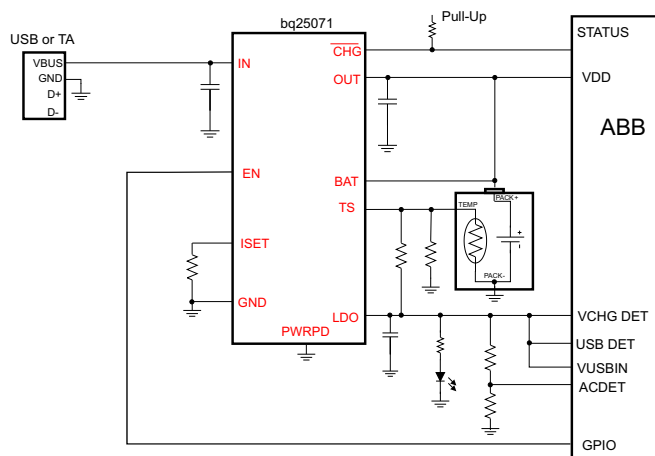 bq25071
Pull-Up
USB or TA
VBUS
GND
D+
D-
IN
EN
ISET
GND
PWRPD
CHG
OUT
BAT
TS
LDO
TEMP
PACK+
+
-
PACK-
STATUS
VDD
ABB
VCHG DET
USB DET
VUSBIN
ACDET
GPIO